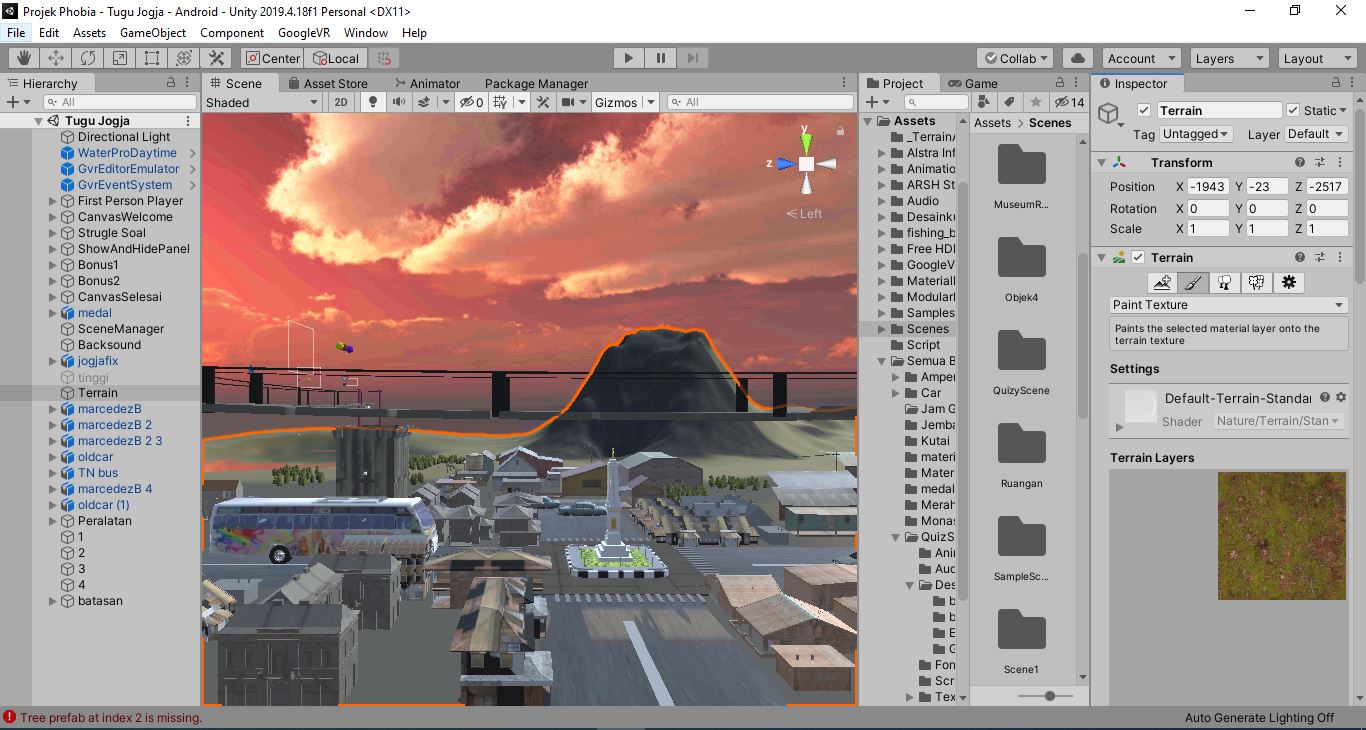 Projek Phobia - Tugu Jogja - Android - Unity 2019.4.18f1 Personal <DX11>
File Edit Assets GameObject Component GoogleVR Window Help
Center Local Collab Account Layers Layout
Hierarchy
All
Tugu Jogja
Directional Light
WaterProDaytime
GvrEditorEmulator
GvrEventSystem
First Person Player
CanvasWelcome
Strugle Soal
ShowAndHidePanel
Bonus1
Bonus2
CanvasSelesai
medal
SceneManager
Backsound
jogjafix
tinggi
Terrain
marcedezB
marcedezB 2
marcedezB 2 3
oldcar
TN bus
marcedezB 4
oldcar (1)
Peralatan
1
2
3
4
batasan
Scene Asset Store Animator Package Manager
Shaded 2D 0 Gizmos All
y
z
Left
Project Game
14
Assets
_TerrainA
Alstra Inf
Animatio
ARSH St
Audio
Desainku
fishing_b
Free HDI
GoogleV
Materiall
Modularl
Samples
Scenes
Script
Semua B
Amper
Car
Jam G
Jemba
Kutai
materi
Mater
medal
Merah
Monas
QuizS
Anii
Aud
Des
b
b
E
G
Fon
Scr
Tex
Assets > Scenes
MuseumR...
Objek4
QuizyScene
Ruangan
SampleSc...
Scene1
Inspector
Terrain Static
Tag Untagged Layer Default
Transform
Position X -1943 Y -23 Z -2517
Rotation X 0 Y 0 Z 0
Scale X 1 Y 1 Z 1
Terrain
Paint Texture
Paints the selected material layer onto the
terrain texture
Settings
Default-Terrain-Standar
Shader Nature/Terrain/Stan
Terrain Layers
Tree prefab at index 2 is missing.
Auto Generate Lighting Off